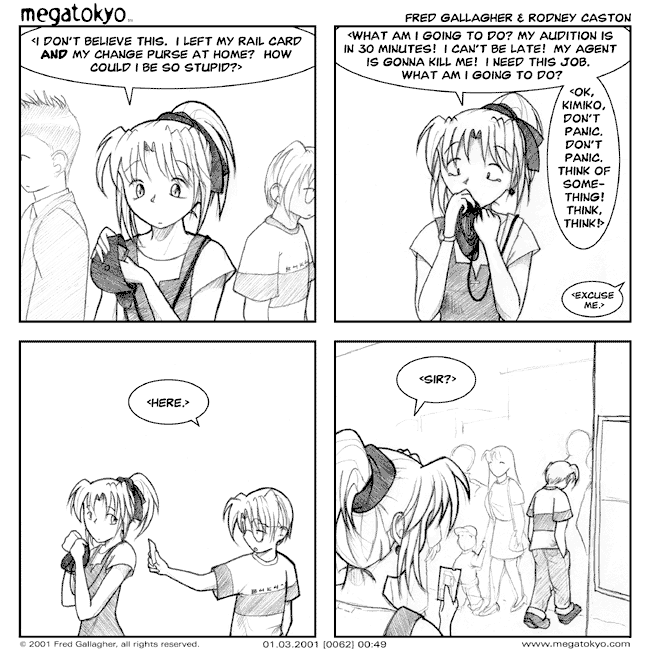 megatokyo™
FRED GALLAGHER & RODNEY CASTON
<I DON'T BELIEVE THIS. I LEFT MY RAIL CARD
AND MY CHANGE PURSE AT HOME? HOW
COULD I BE SO STUPID?>
<WHAT AM I GOING TO DO? MY AUDITION IS
IN 30 MINUTES! I CAN'T BE LATE! MY AGENT
IS GONNA KILL ME! I NEED THIS JOB.
WHAT AM I GOING TO DO?
<OK,
KIMIKO,
DON'T
PANIC.
DON'T
PANIC.
THINK OF
SOME-
THING!
THINK,
THINK!>
<EXCUSE
ME.>
<HERE.>
<SIR?>
© 2001 Fred Gallagher, all rights reserved.
01.03.2001 [0062] 00:49
www.megatokyo.com